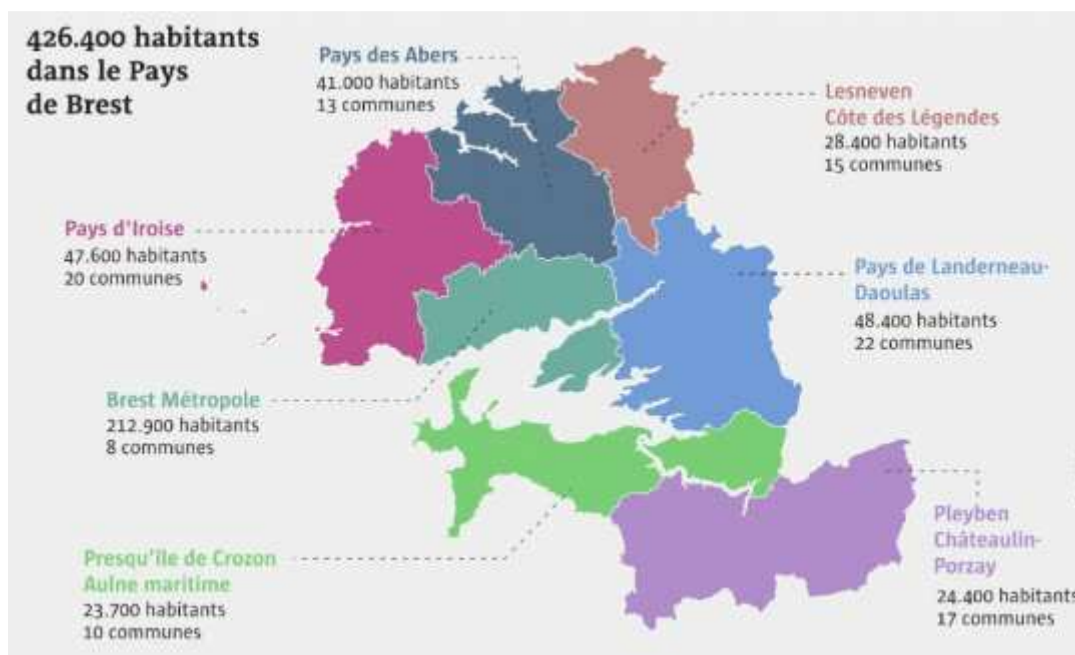 426.400 habitants
dans le Pays
de Brest
Pays des Abers
41.000 habitants
13 communes
Lesneven
Côte des Légendes
28.400 habitants
15 communes
Pays d'Iroise
47.600 habitants
20 communes
Pays de Landerneau-
Daoulas
48.400 habitants
22 communes
Brest Métropole
212.900 habitants
8 communes
Pleyben
Châteaulin-
Porzay
24.400 habitants
17 communes
Presqu'île de Crozon
Aulne maritime
23.700 habitants
10 communes